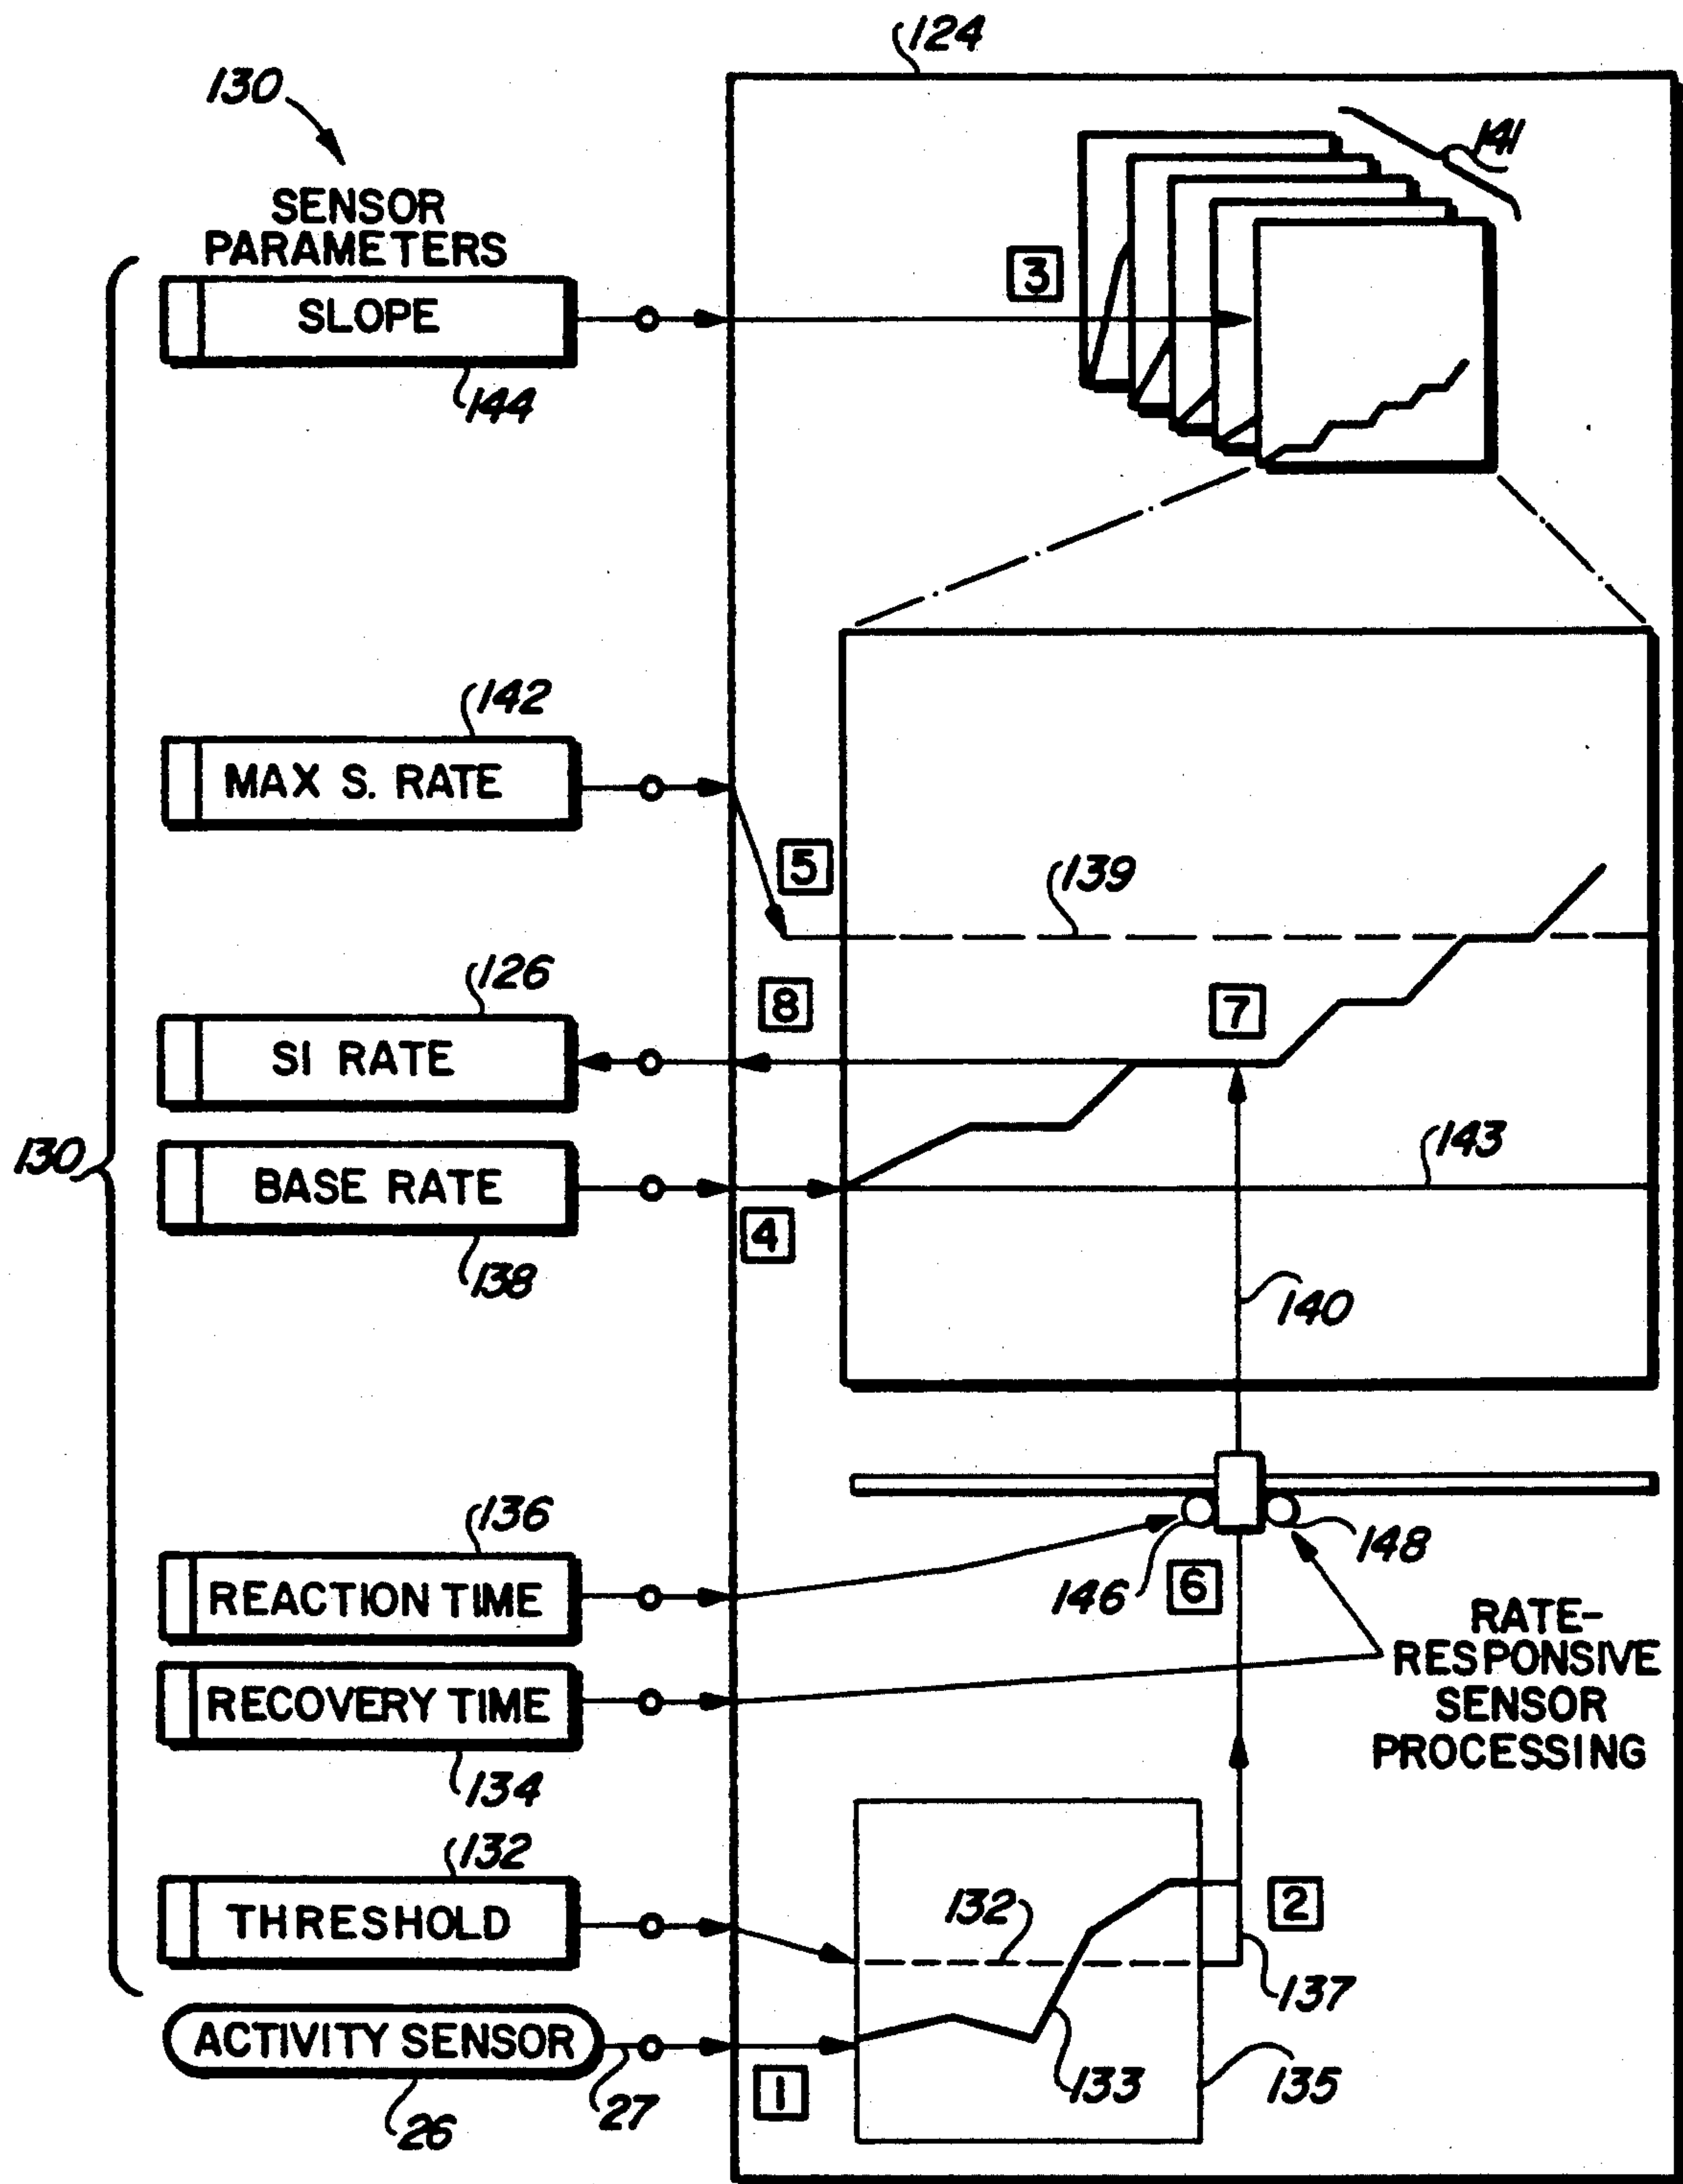 124
130
141
SENSOR
PARAMETERS
3
SLOPE
144
142
MAX S. RATE
5
139
126
8
7
SI RATE
130
BASE RATE
143
4
138
140
136
148
REACTION TIME
146
6
RATE-
RESPONSIVE
SENSOR
PROCESSING
RECOVERY TIME
134
132
THRESHOLD
132
2
137
ACTIVITY SENSOR
133
135
1
27
26